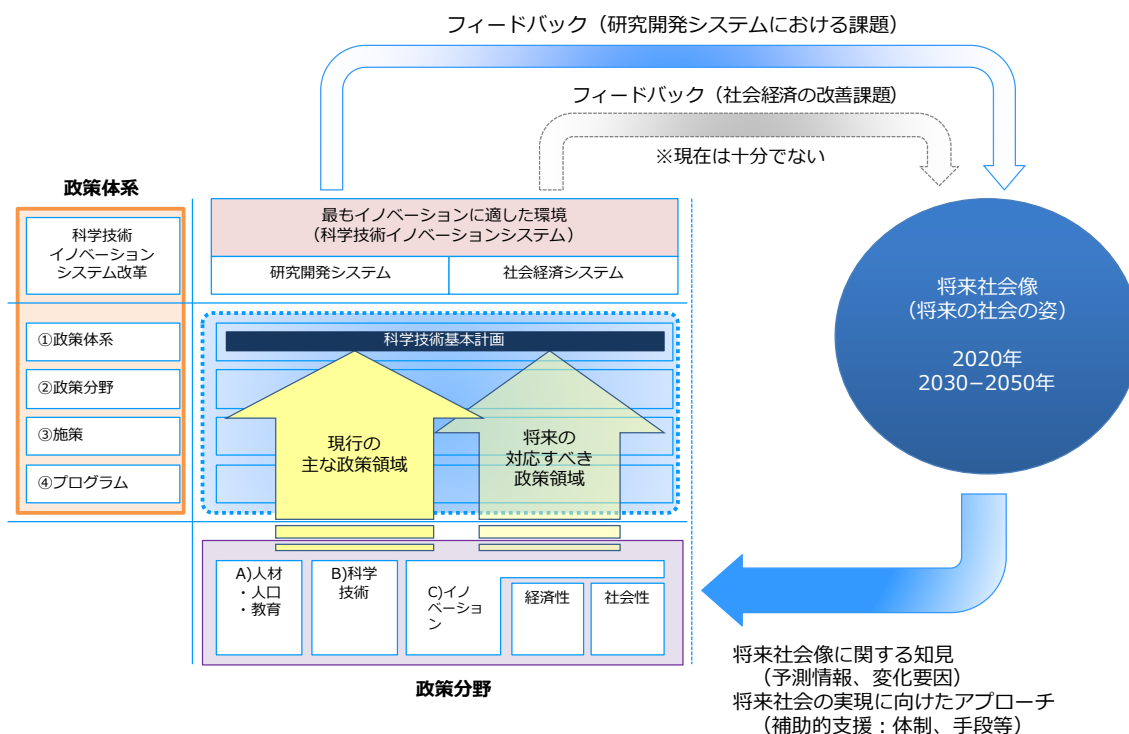 フィードバック（研究開発システムにおける課題）
フィードバック（社会経済の改善課題）
※現在は十分でない
政策体系
科学技術
イノベーション
システム改革
①政策体系
②政策分野
③施策
④プログラム
最もイノベーションに適した環境
（科学技術イノベーションシステム）
研究開発システム
社会経済システム
科学技術基本計画
現行の
主な政策領域
将来の
対応すべき
政策領域
A)人材
・人口
・教育
B)科学
技術
C)イノ
ベーショ
ン
経済性
社会性
政策分野
将来社会像
（将来の社会の姿）
2020年
2030−2050年
将来社会像に関する知見
（予測情報、変化要因）
将来社会の実現に向けたアプローチ
（補助的支援：体制、手段等）